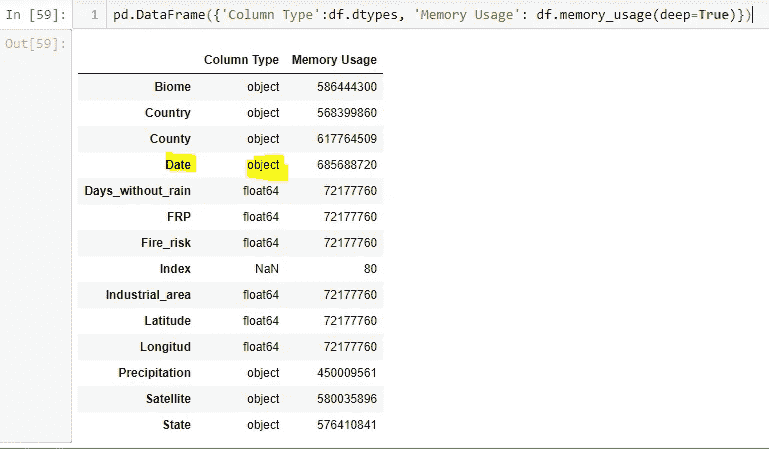 In [59]: 1 pd.DataFrame({'Column Type':df.dtypes, 'Memory Usage': df.memory_usage(deep=True)})
Out[59]:
Column Type Memory Usage
Biome object 586444300
Country object 568399860
County object 617764509
Date object 685688720
Days_without_rain float64 72177760
FRP float64 72177760
Fire_risk float64 72177760
Index NaN 80
Industrial_area float64 72177760
Latitude float64 72177760
Longitud float64 72177760
Precipitation object 450009561
Satellite object 580035896
State object 576410841